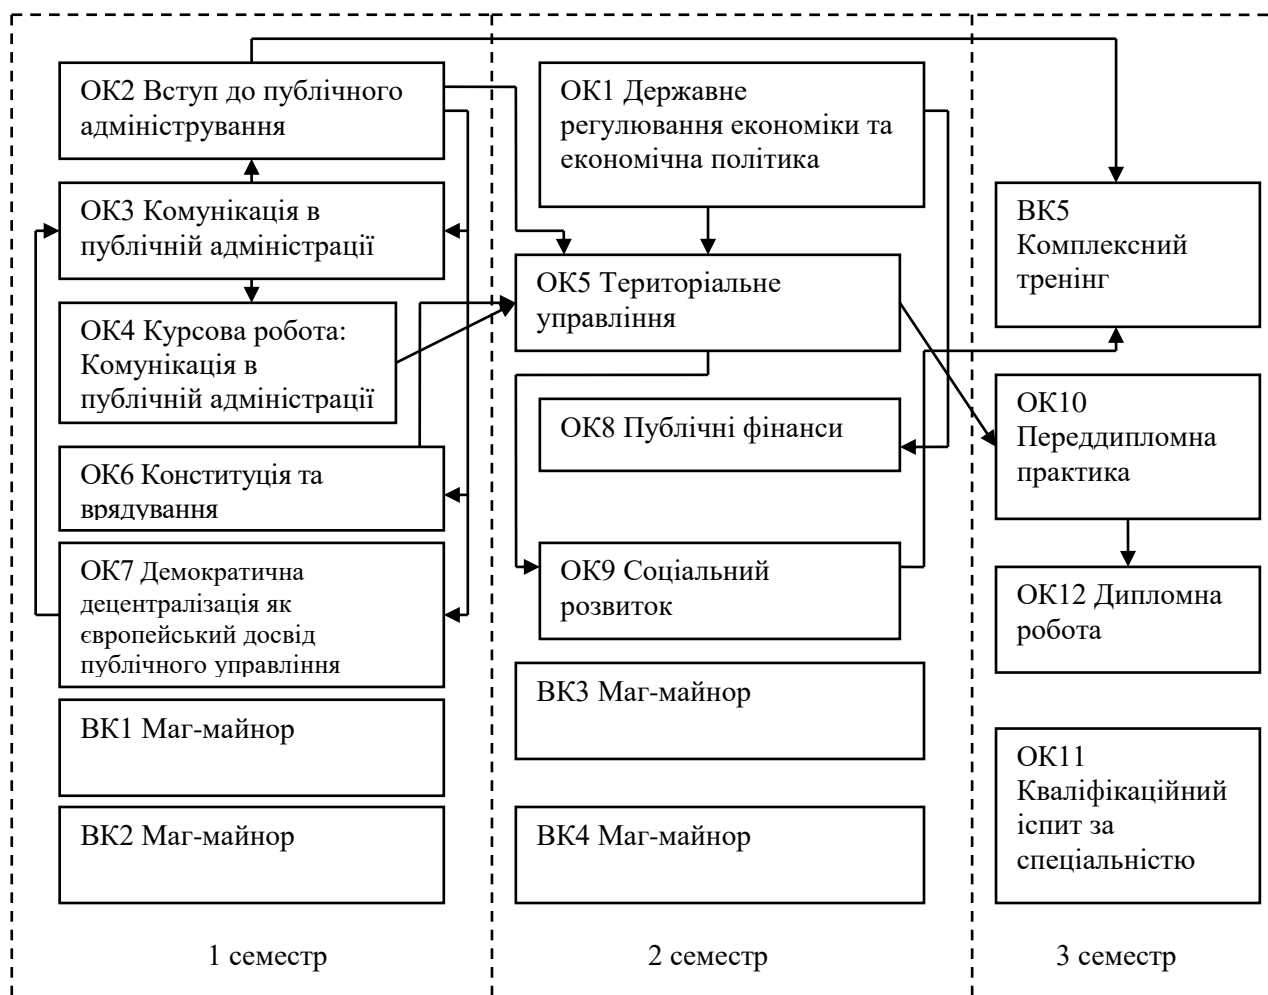 ОК2 Вступ до публічного
адміністрування
ОК3 Комунікація в
публічній адміністрації
ОК4 Курсова робота:
Комунікація в
публічній адміністрації
ОК6 Конституція та
врядування
ОК7 Демократична
децентралізація як
європейський досвід
публічного управління
ВК1 Маг-майнор
ВК2 Маг-майнор
1 семестр
ОК1 Державне
регулювання економіки та
економічна політика
ОК5 Територіальне
управління
ОК8 Публічні фінанси
ОК9 Соціальний
розвиток
ВК3 Маг-майнор
ВК4 Маг-майнор
2 семестр
ВК5
Комплексний
тренінг
ОК10
Переддипломна
практика
ОК12 Дипломна
робота
ОК11
Кваліфікаційний
іспит за
спеціальністю
3 семестр